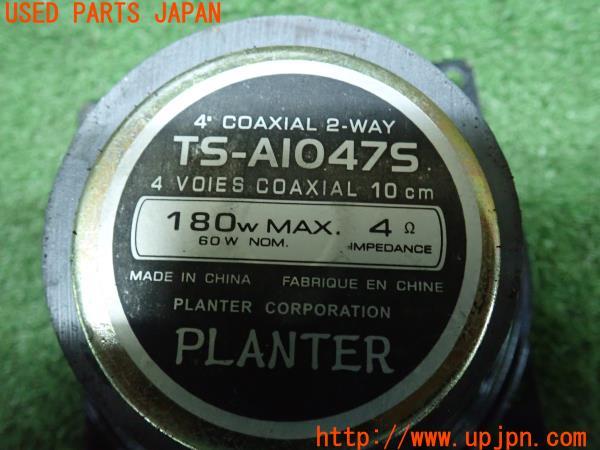 USED PARTS JAPAN
4" COAXIAL 2-WAY
TS-A1047S
4 VOIES COAXIAL 10 cm
180w MAX. 4 Ω
60 W NOM. IMPEDANCE
MADE IN CHINA FABRIQUE EN CHINE
PLANTER CORPORATION
PLANTER
http://www.upjpn.com/